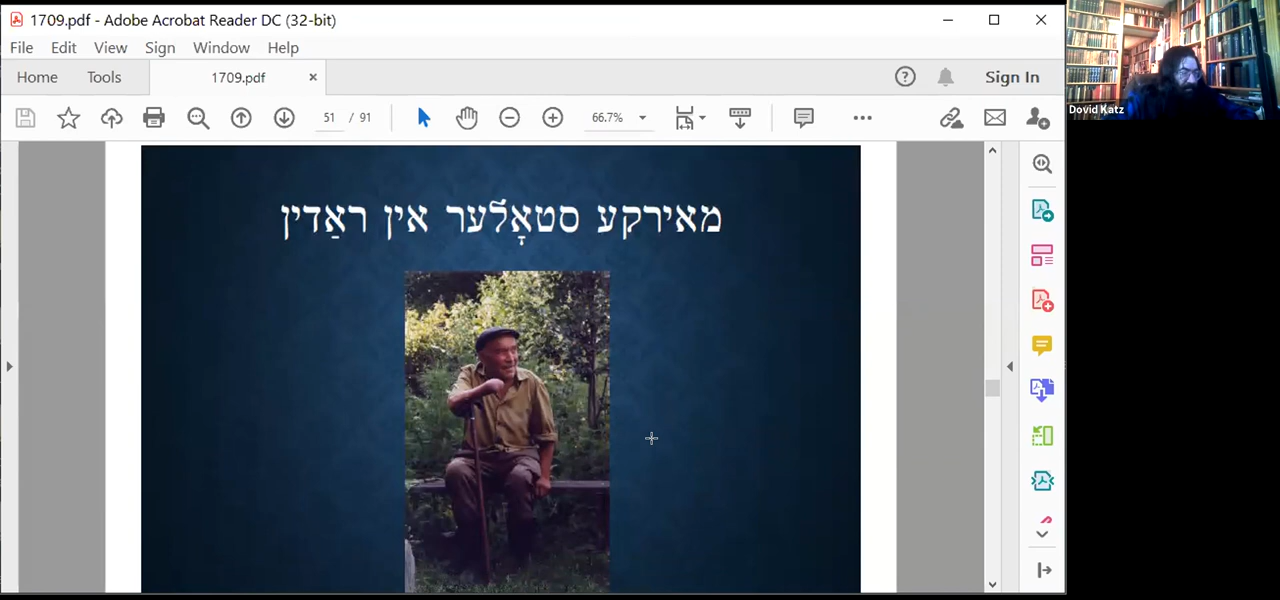 1709.pdf - Adobe Acrobat Reader DC (32-bit)
File Edit View Sign Window Help
Home Tools 1709.pdf Sign In
51 / 91 66.7%
מאירקע סטאָלֿער אין ראַדין
Dovid Katz